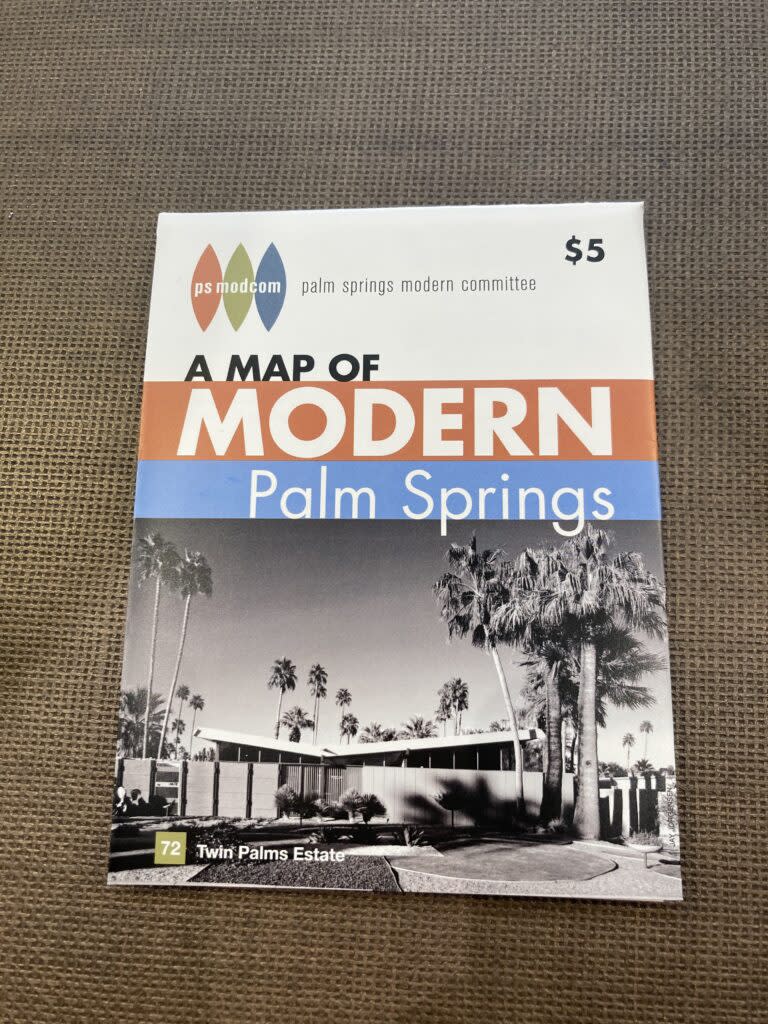 $5
ps modcom palm springs modern committee
A MAP OF
MODERN
Palm Springs
72 Twin Palms Estate